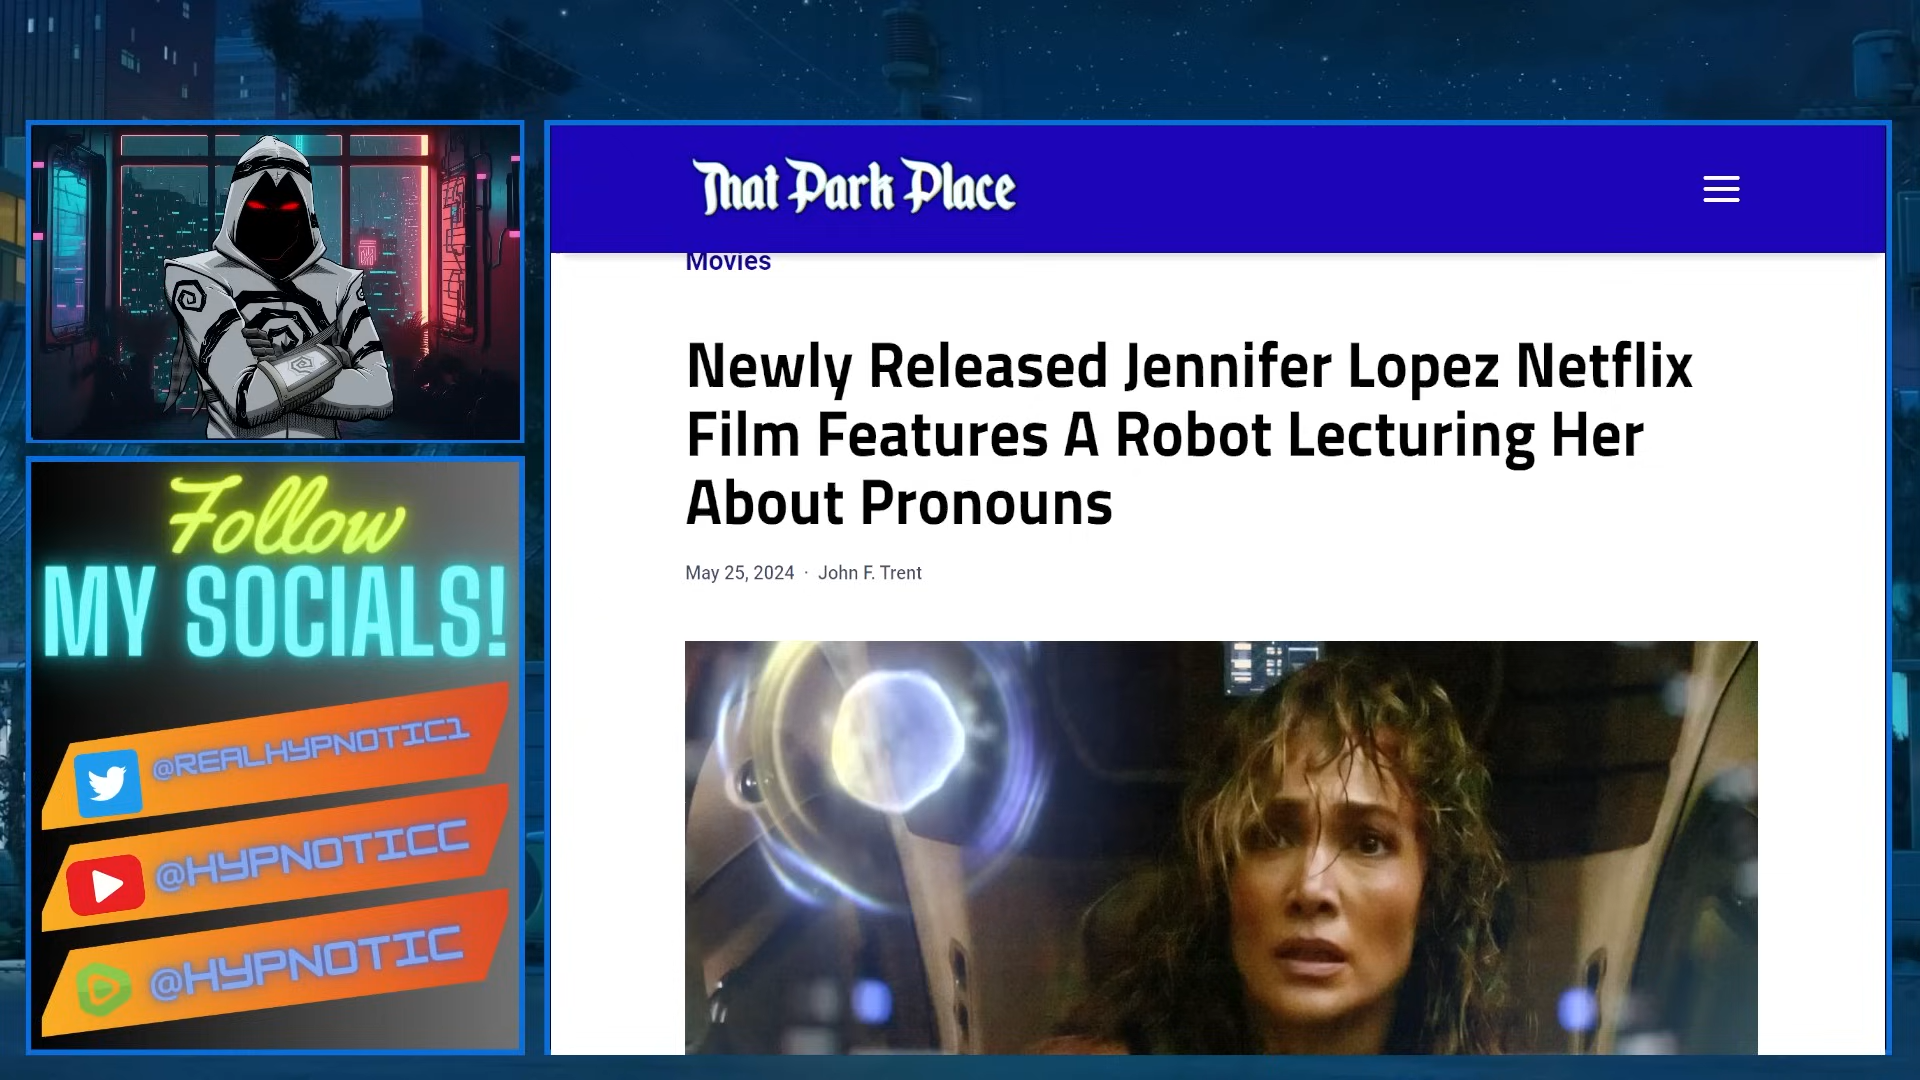 Follow
MY SOCIALS!
@REALHYPNOTIC1
@HYPNOTICC
@HYPNOTIC
That Park Place
Movies
Newly Released Jennifer Lopez Netflix
Film Features A Robot Lecturing Her
About Pronouns
May 25, 2024 · John F. Trent